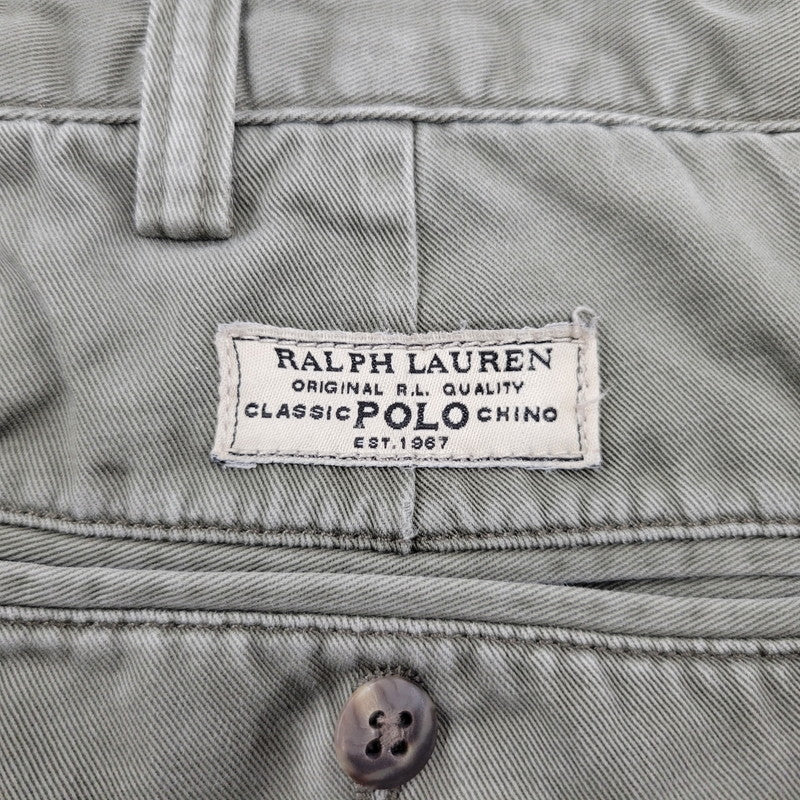 RALPH LAUREN
ORIGINAL R.L. QUALITY
CLASSIC POLO CHINO
EST. 1967